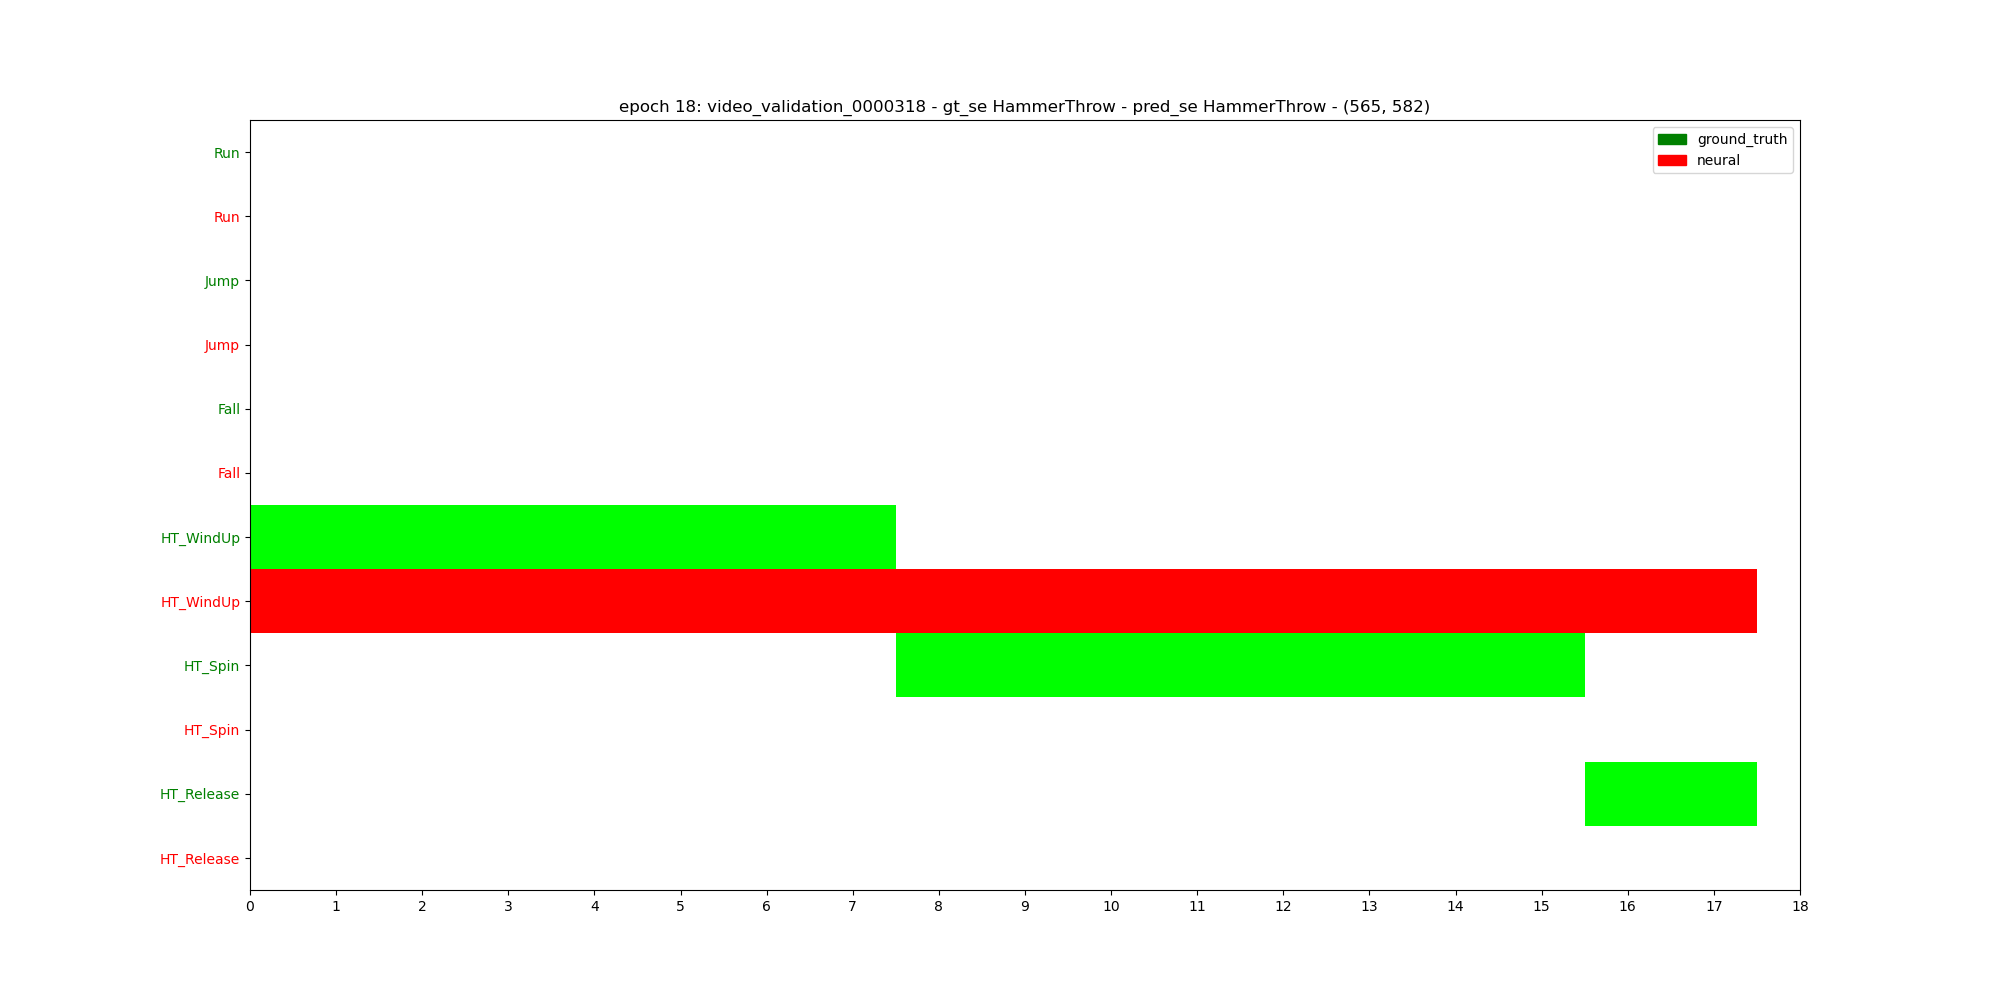 epoch 18: video_validation_0000318 - gt_se HammerThrow - pred_se HammerThrow - (565, 582)
ground_truth
neural
Run
Run
Jump
Jump
Fall
Fall
HT_WindUp
HT_WindUp
HT_Spin
HT_Spin
HT_Release
HT_Release
0 1 2 3 4 5 6 7 8 9 10 11 12 13 14 15 16 17 18